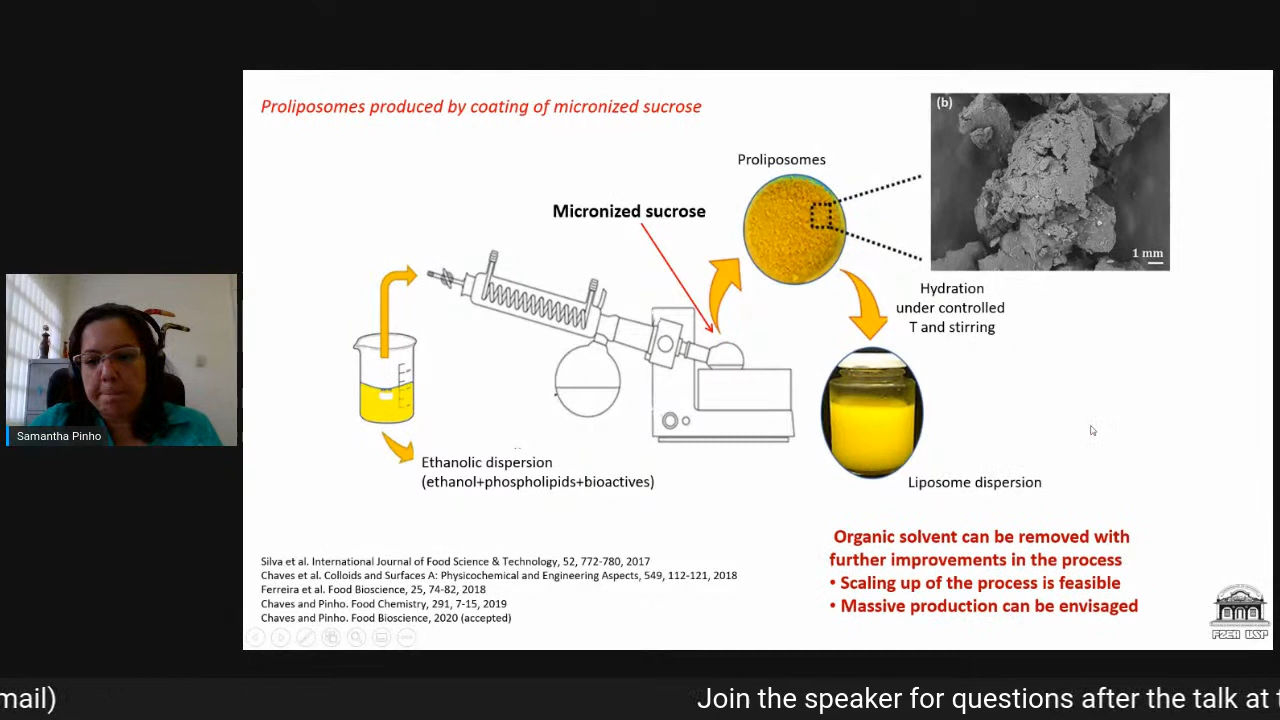 Proliposomes produced by coating of micronized sucrose
(b)
Proliposomes
Micronized sucrose
1 mm
Hydration
under controlled
T and stirring
Samantha Pinho
Ethanolic dispersion
(ethanol+phospholipids+bioactives)
Liposome dispersion
Organic solvent can be removed with
further improvements in the process
• Scaling up of the process is feasible
• Massive production can be envisaged
Silva et al. International Journal of Food Science & Technology, 52, 772-780, 2017
Chaves et al. Colloids and Surfaces A: Physicochemical and Engineering Aspects, 549, 112-121, 2018
Ferreira et al. Food Bioscience, 25, 74-82, 2018
Chaves and Pinho. Food Chemistry, 291, 7-15, 2019
Chaves and Pinho. Food Bioscience, 2020 (accepted)
FZEA USP
mail) Join the speaker for questions after the talk at